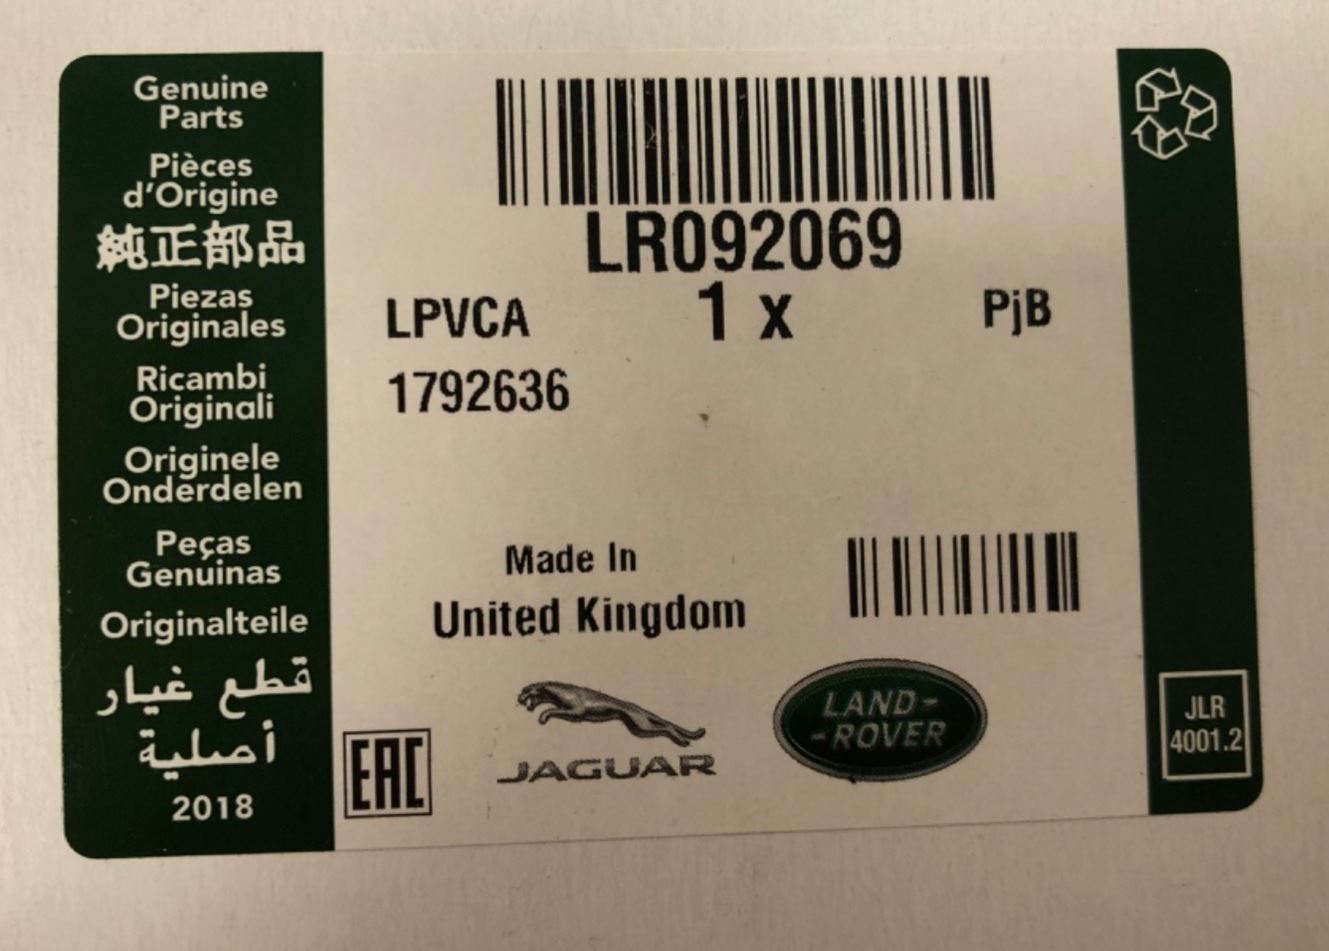 Genuine
Parts
Pièces
d'Origine
純正部品
Piezas
Originales
Ricambi
Originali
Originele
Onderdelen
Peças
Genuinas
Originalteile
قطع غيار
أصلية
2018
LR092069
LPVCA 1 x PjB
1792636
Made In
United Kingdom
EAC
JAGUAR
LAND-
-ROVER
JLR
4001.2